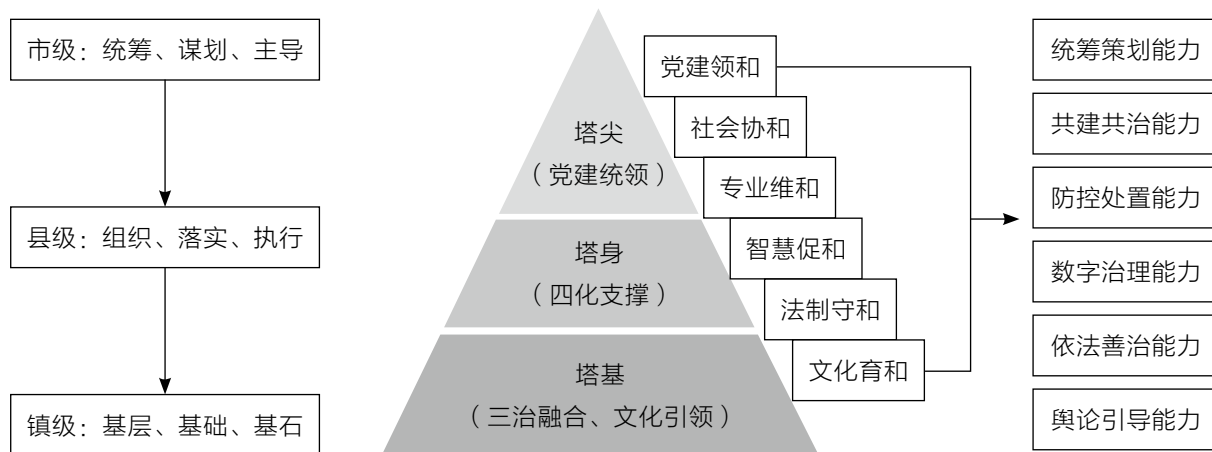 市级：统筹、谋划、主导
县级：组织、落实、执行
镇级：基层、基础、基石
塔尖
（党建统领）
塔身
（四化支撑）
塔基
（三治融合、文化引领）
党建领和
社会协和
专业维和
智慧促和
法制守和
文化育和
统筹策划能力
共建共治能力
防控处置能力
数字治理能力
依法善治能力
舆论引导能力